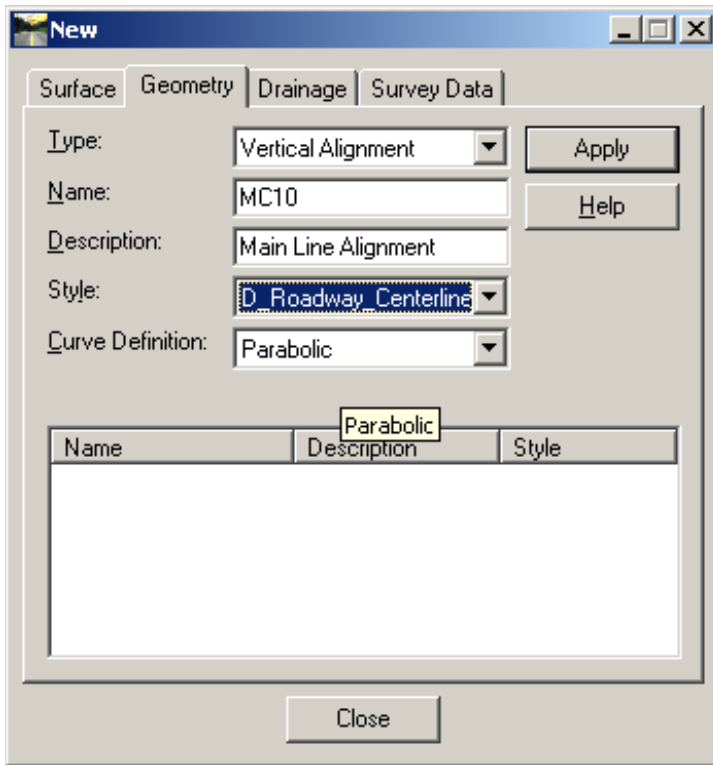 New
Surface Geometry Drainage Survey Data
Type: Vertical Alignment Apply
Name: MC10 Help
Description: Main Line Alignment
Style: D_Roadway_Centerline
Curve Definition: Parabolic
Parabolic
Name Description Style
Close